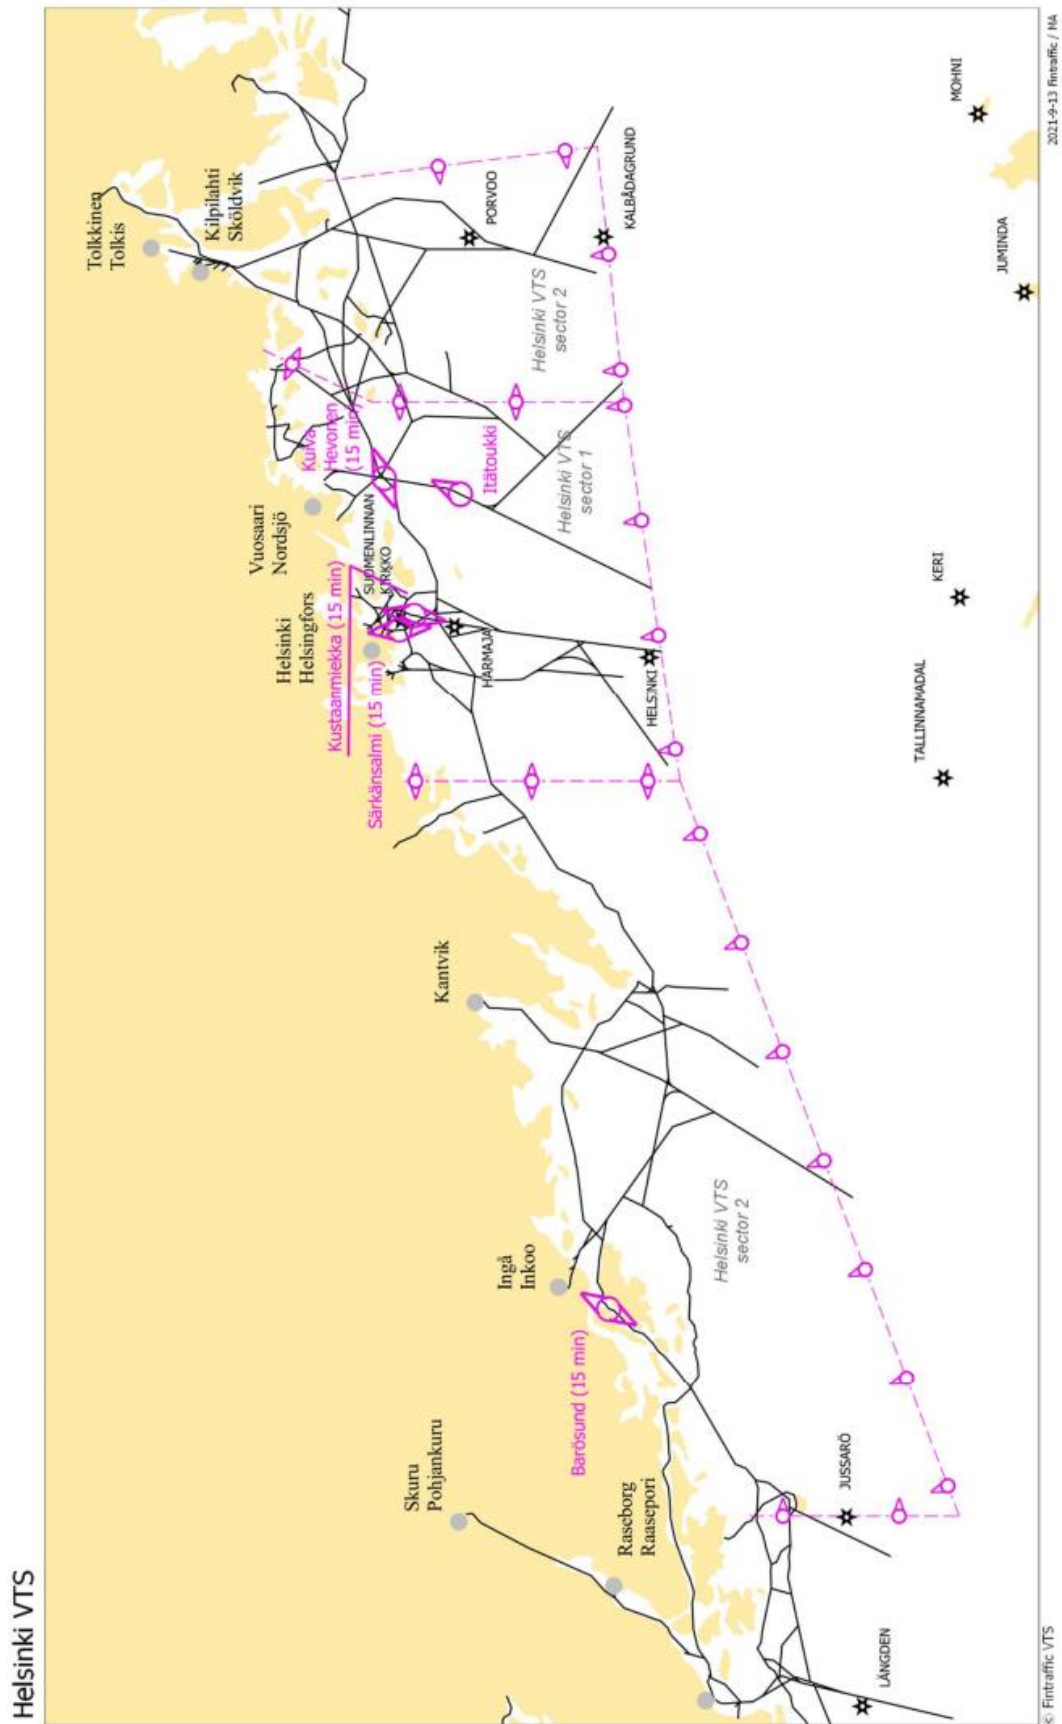 Helsinki VTS
Skuru
Pohjankuru
Raseborg
Raasepori
LÄNGDEN
JUSSARÖ
Barösund (15 min)
Ingå
Inkoo
Helsinki VTS
sector 2
Kantvik
Särkänsalmi (15 min)
Kustaanmiekka (15 min)
Helsinki
Helsingfors
SUOMENLINNAN
KIRKKO
HARMAJA
HELSINKI
TALLINNAMADAL
KERI
Vuosaari
Nordsjö
Kuiva
Hevonen
(15 min)
Itätoukki
Helsinki VTS
sector 1
Helsinki VTS
sector 2
Tolkkinen
Tolkis
Kilpilahti
Sköldvik
PORVOO
KALBÅDAGRUND
JUMINDA
MOHNI
© Fintraffic VTS
2021-9-13 Fintraffic / MA